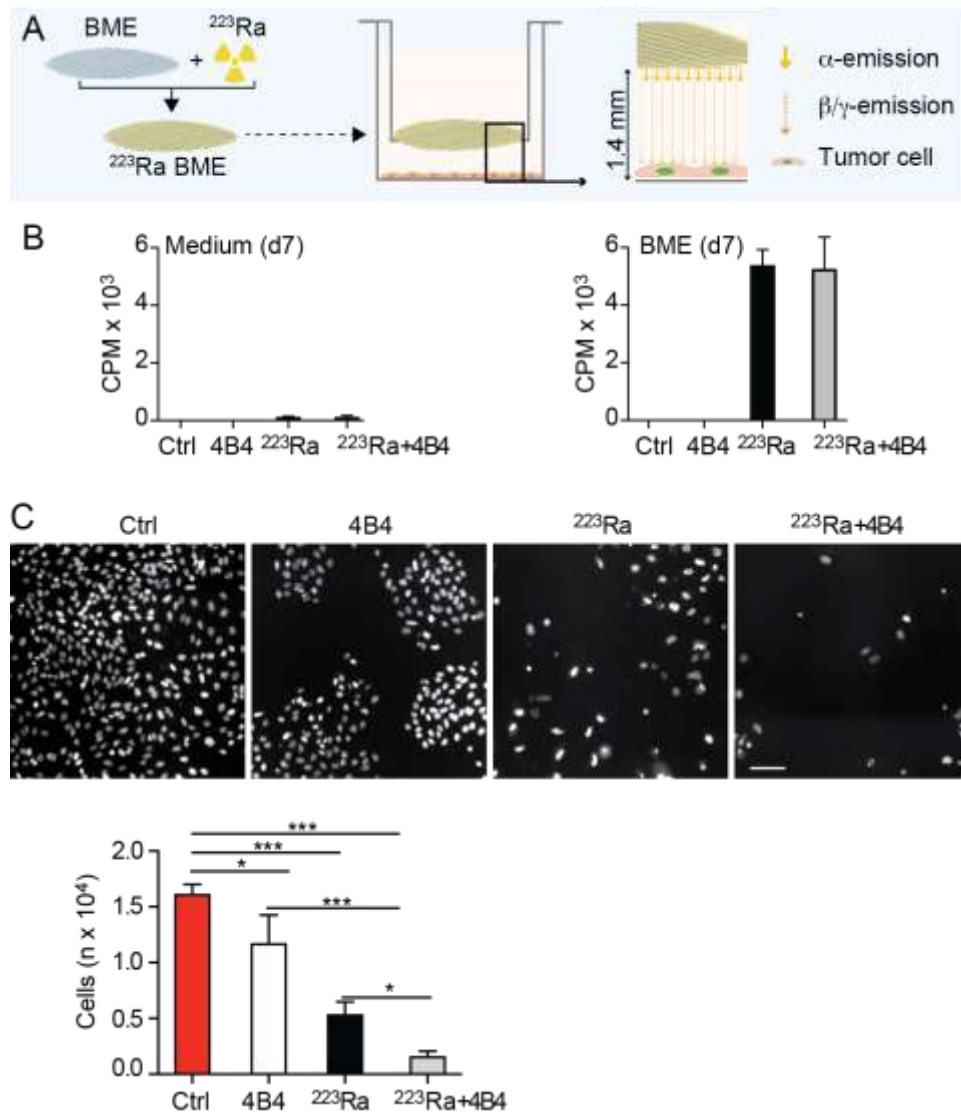 A
BME
²²³Ra
+
²²³Ra BME
1.4 mm
α-emission
β/γ-emission
Tumor cell
B
Medium (d7)
CPM x 10³
6
4
2
0
Ctrl 4B4 ²²³Ra ²²³Ra+4B4
BME (d7)
CPM x 10³
6
4
2
0
Ctrl 4B4 ²²³Ra ²²³Ra+4B4
C
Ctrl 4B4 ²²³Ra ²²³Ra+4B4
Cells (n x 10⁴)
2.0
1.5
1.0
0.5
0.0
***
***
*
***
*
Ctrl 4B4 ²²³Ra ²²³Ra+4B4